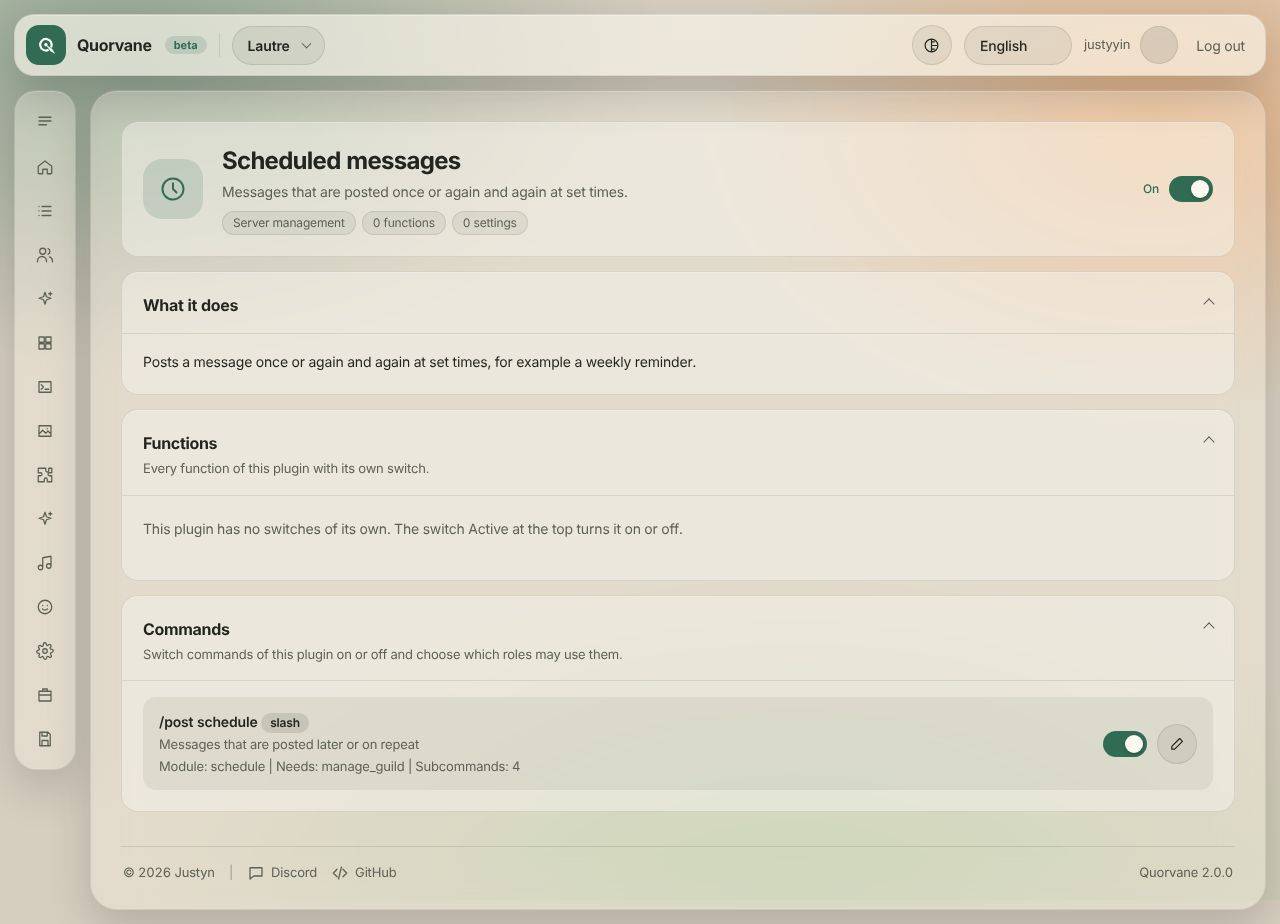 Quorvane beta Lautre English justyyin Log out
Scheduled messages
Messages that are posted once or again and again at set times.
Server management 0 functions 0 settings
On
What it does
Posts a message once or again and again at set times, for example a weekly reminder.
Functions
Every function of this plugin with its own switch.
This plugin has no switches of its own. The switch Active at the top turns it on or off.
Commands
Switch commands of this plugin on or off and choose which roles may use them.
/post schedule slash
Messages that are posted later or on repeat
Module: schedule | Needs: manage_guild | Subcommands: 4
© 2026 Justyn | Discord GitHub Quorvane 2.0.0